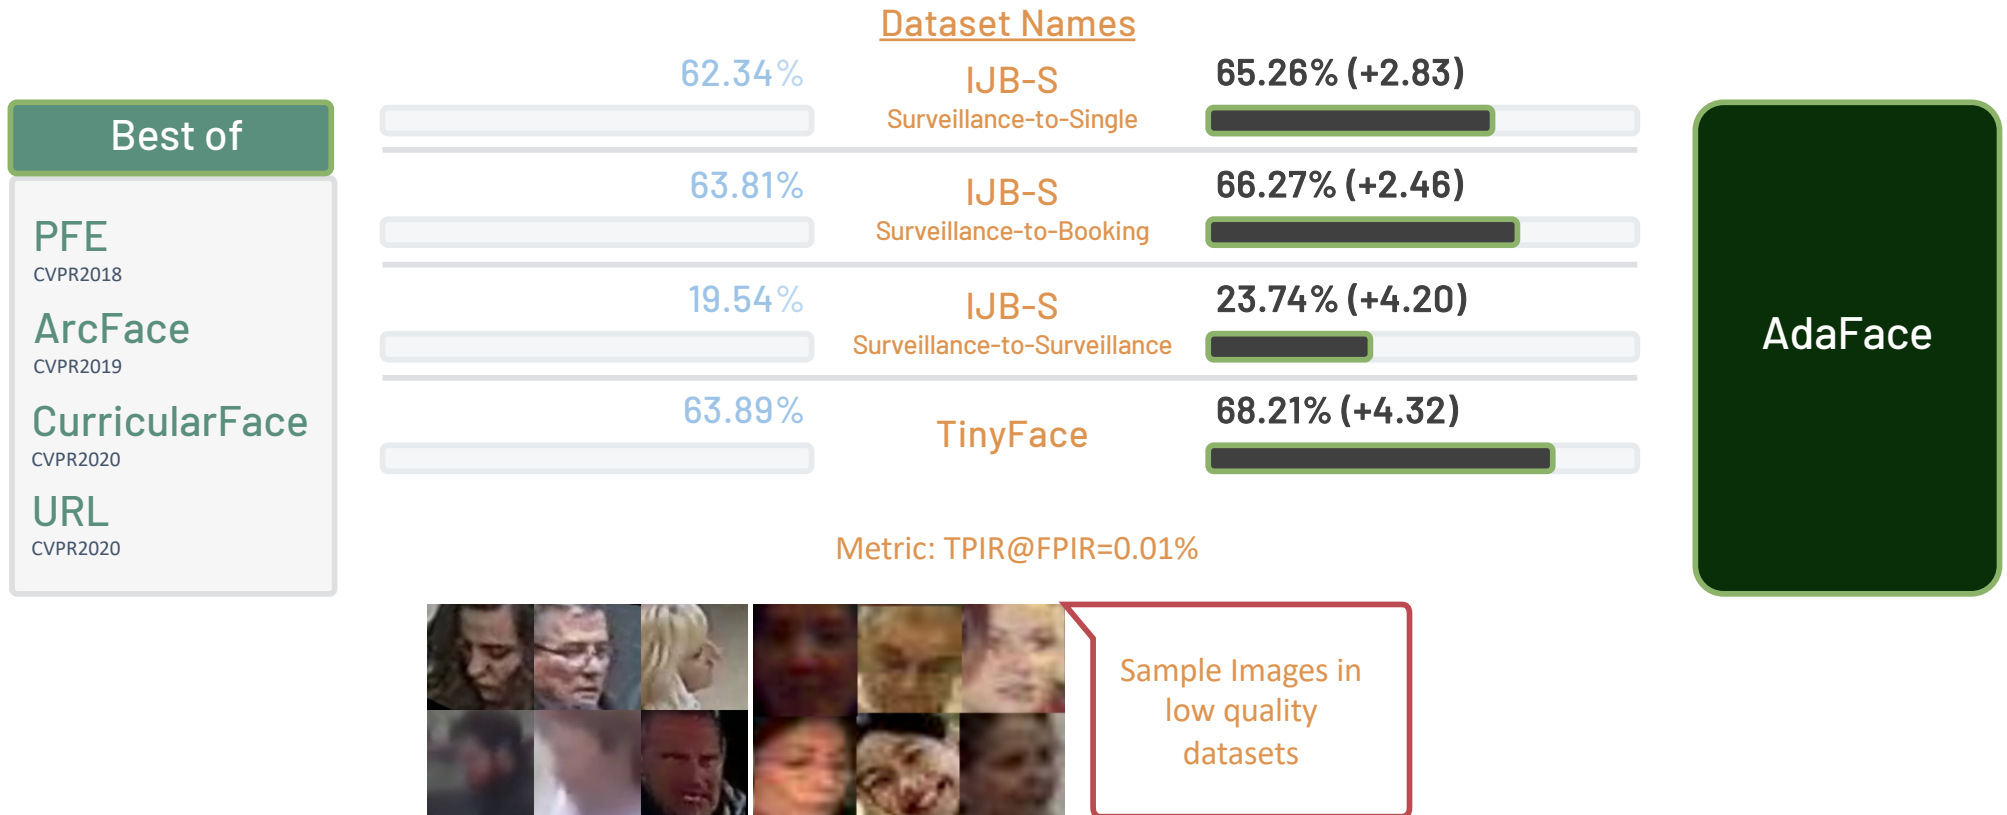 Dataset Names
Best of
PFE
CVPR2018
ArcFace
CVPR2019
CurricularFace
CVPR2020
URL
CVPR2020
62.34%
IJB-S
Surveillance-to-Single
65.26% (+2.83)
63.81%
IJB-S
Surveillance-to-Booking
66.27% (+2.46)
19.54%
IJB-S
Surveillance-to-Surveillance
23.74% (+4.20)
63.89%
TinyFace
68.21% (+4.32)
AdaFace
Metric: TPIR@FPIR=0.01%
Sample Images in
low quality
datasets